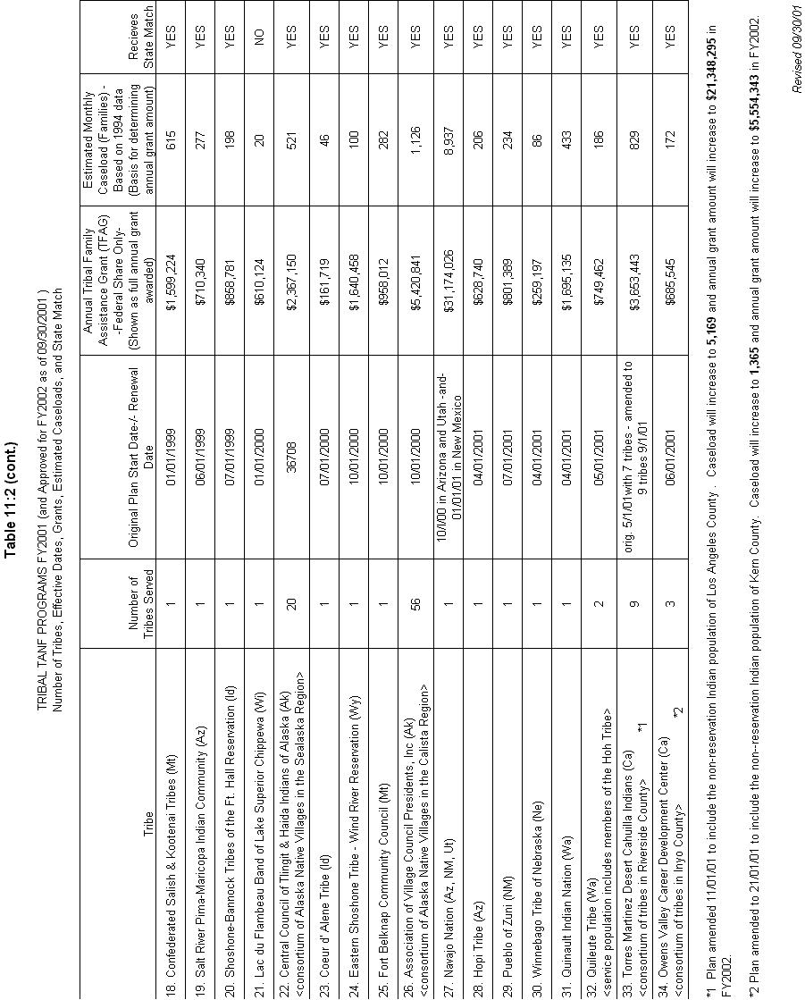 Table 11:2 (cont.)
TRIBAL TANF PROGRAMS FY2001 (and Approved for FY2002 as of 09/30/2001 )
Number of Tribes, Effective Dates, Grants, Estimated Caseloads, and State Match
Tribe
Number of
Tribes Served
Original Plan Start Date-/- Renewal
Date
Annual Tribal Family
Assistance Grant (TFAG)
-Federal Share Only-
(Shown as full annual grant
awarded)
Estimated Monthly
Caseload (Families) -
Based on 1994 data
(Basis for determining
annual grant amount)
Recieves
State Match
18. Confederated Salish & Kootenai Tribes (Mt) 1 01/01/1999 $1,599,224 615 YES
19. Salt River Pima-Maricopa Indian Community (Az) 1 06/01/1999 $710,340 277 YES
20. Shoshone-Bannock Tribes of the Ft. Hall Reservation (Id) 1 07/01/1999 $858,781 198 YES
21. Lac du Flambeau Band of Lake Superior Chippewa (Wi) 1 01/01/2000 $610,124 20 NO
22. Central Council of Tlingit & Haida Indians of Alaska (Ak)
<consortium of Alaska Native Villages in the Sealaska Region> 20 36708 $2,367,150 521 YES
23. Coeur d' Alene Tribe (Id) 1 07/01/2000 $161,719 46 YES
24. Eastern Shoshone Tribe - Wind River Reservation (Wy) 1 10/01/2000 $1,640,458 100 YES
25. Fort Belknap Community Council (Mt) 1 10/01/2000 $958,012 282 YES
26. Association of Village Council Presidents, Inc (Ak)
<consortium of Alaska Native Villages in the Calista Region> 56 10/01/2000 $5,420,841 1,126 YES
27. Navajo Nation (Az, NM, Ut) 1 10/1/00 in Arizona and Utah -and-
01/01/01 in New Mexico $31,174,026 8,937 YES
28. Hopi Tribe (Az) 1 04/01/2001 $628,740 206 YES
29. Pueblo of Zuni (NM) 1 07/01/2001 $801,389 234 YES
30. Winnebago Tribe of Nebraska (Ne) 1 04/01/2001 $259,197 86 YES
31. Quinault Indian Nation (Wa) 1 04/01/2001 $1,695,135 433 YES
32. Quileute Tribe (Wa)
<service population includes members of the Hoh Tribe> 2 05/01/2001 $749,462 186 YES
33. Torres Martinez Desert Cahuilla Indians (Ca)
<consortium of tribes in Riverside County> *1 9 orig. 5/1/01with 7 tribes - amended to
9 tribes 9/1/01 $3,653,443 829 YES
34. Owens Valley Career Development Center (Ca)
<consortium of tribes in Inyo County> *2 3 06/01/2001 $685,545 172 YES
*1 Plan amended 11/01/01 to include the non-reservation Indian population of Los Angeles County . Caseload will increase to 5,169 and annual grant amount will increase to $21,348,295 in
FY2002.
*2 Plan amended to 21/01/01 to include the non--reservation Indian population of Kern County. Caseload will increase to 1,365 and annual grant amount will increase to $5,554,343 in FY2002.
Revised 09/30/01